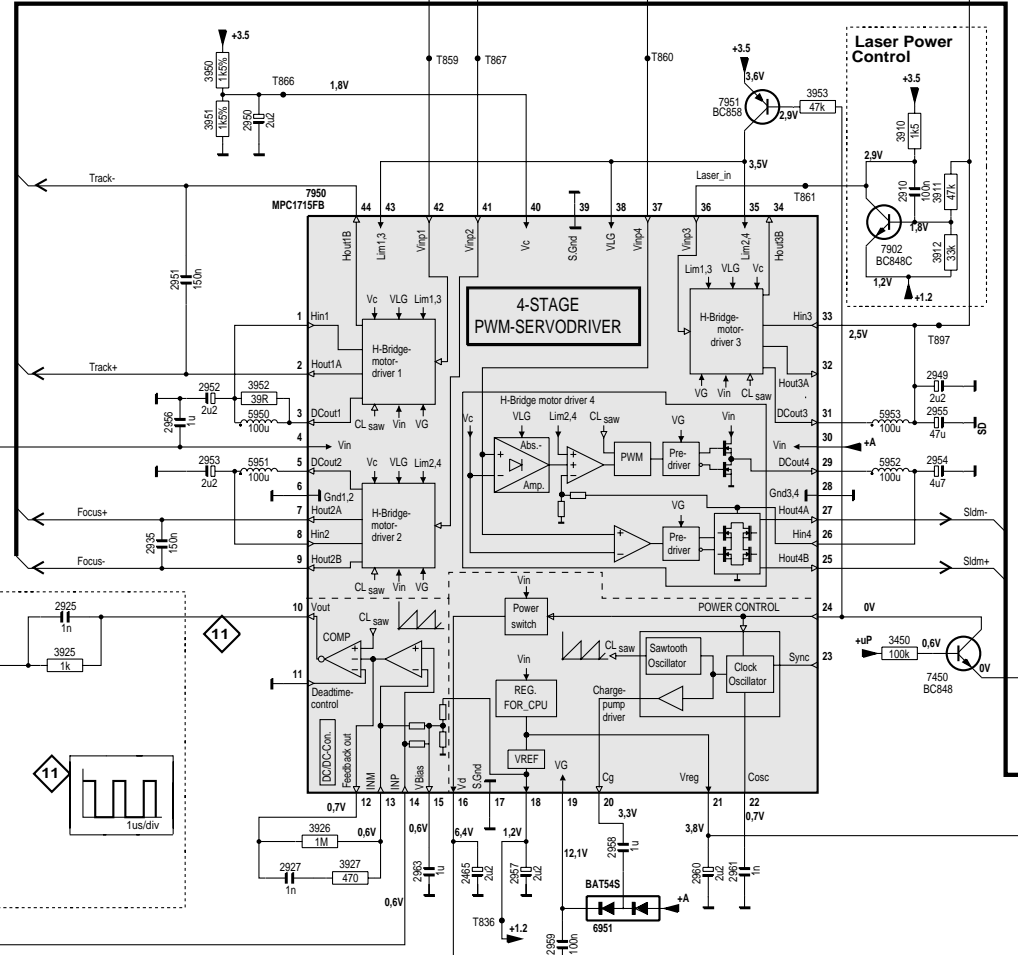 +3.5
3950
1k5%
T866
1,8V
3951
1k5%
2950
2u2
T859
T867
T860
+3.5
3,6V
7951
BC858
3953
47k
2,9V
3,5V
Laser Power
Control
+3.5
3910
1k5
2,9V
2910
100n
3911
47k
1,8V
3912
33k
7902
BC848C
1,2V
+1.2
Track-
7950
MPC1715FB
Laser_in
T861
44
43
42
41
40
39
38
37
36
35
34
Hout1B
Lim1,3
Vinp1
Vinp2
Vc
S.Gnd
VLG
Vinp4
Vinp3
Lim2,4
Hout3B
2951
150n
4-STAGE
PWM-SERVODRIVER
Vc
VLG
Lim1,3
H-Bridge-
motor-
driver 1
CL saw
Vin
VG
Lim1,3
VLG
Vc
H-Bridge-
motor-
driver 3
VG
Vin
CL saw
1
Hin1
Track+
2
Hout1A
2952
2u2
3952
39R
3
DCout1
2956
1u
5950
100u
4
Vin
2953
2u2
5951
100u
5
DCout2
6
Gnd1,2
Focus+
7
Hout2A
2935
150n
8
Hin2
Focus-
9
Hout2B
Vc
VLG
Lim2,4
H-Bridge-
motor-
driver 2
CL saw
Vin
VG
H-Bridge motor driver 4
Vc
VLG
Lim2,4
CL saw
VG
Vin
Abs.-
Amp.
PWM
Pre-
driver
VG
Pre-
driver
Hin3
33
2,5V
T897
Hout3A
32
2949
2u2
DCout3
31
5953
100u
2955
47u
SD
Vin
30
+A
DCout4
29
5952
100u
2954
4u7
28
Gnd3,4
Hout4A
27
Sldm-
Hin4
26
Hout4B
25
Sldm+
2925
1n
3925
1k
11
10
Vout
COMP
CL saw
11
Deadtime-
control
DC/DC-Con.
Feedback out
INM
INP
VBias
Vin
Power
switch
Vin
REG.
FOR_CPU
VREF
POWER CONTROL
24
0V
CL saw
Sawtooth
Oscillator
Clock
Oscillator
Charge-
pump
driver
Sync
23
+uP
3450
100k
0,6V
0V
7450
BC848
11
1us/div
Vd
S.Gnd
VG
Cg
Vreg
Cosc
12
13
14
15
16
17
18
19
20
21
22
0,7V
0,6V
0,6V
6,4V
1,2V
3,3V
3,8V
0,7V
3926
1M
2927
1n
3927
470
0,6V
2963
1u
2465
2u2
2957
2u2
12,1V
2958
1u
2960
2u2
2961
1n
BAT54S
+A
6951
T836
+1.2
2959
100n